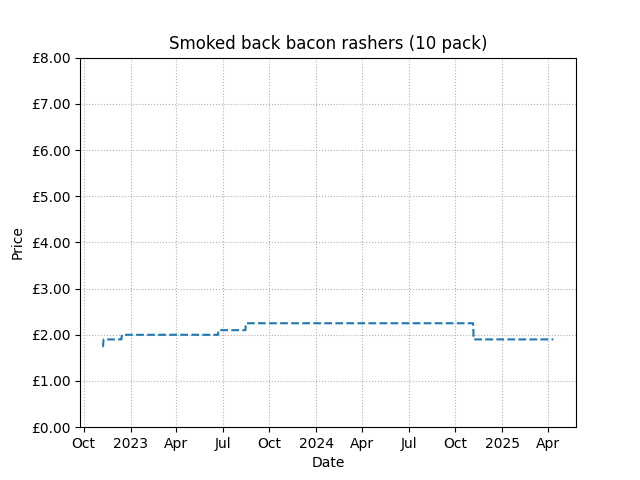 Smoked back bacon rashers (10 pack)
£8.00
£7.00
£6.00
£5.00
£4.00
£3.00
£2.00
£1.00
£0.00
Price
Oct 2023 Apr Jul Oct 2024 Apr Jul Oct 2025 Apr
Date